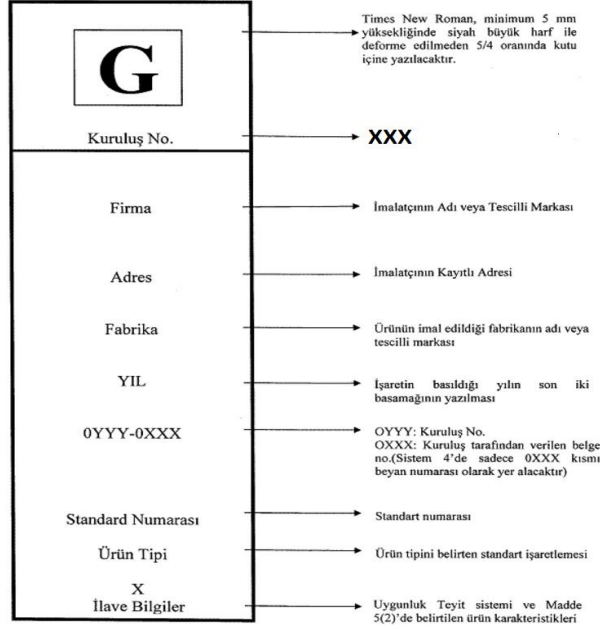 Times New Roman, minimum 5 mm
yüksekliğinde siyah büyük harf ile
deforme edilmeden 5/4 oranında kutu
içine yazılacaktır.
G
Kuruluş No.
XXX
Firma
İmalatçının Adı veya Tescilli Markası
Adres
İmalatçının Kayıtlı Adresi
Fabrika
Ürünün imal edildiği fabrikanın adı veya
tescilli markası
YIL
İşaretin basıldığı yılın son iki
basamağının yazılması
0YYY-0XXX
OYYY: Kuruluş No.
OXXX: Kuruluş tarafından verilen belge
no.(Sistem 4’de sadece 0XXX kısmı
beyan numarası olarak yer alacaktır)
Standard Numarası
Standart numarası
Ürün Tipi
Ürün tipini belirten standart işaretlemesi
X
İlave Bilgiler
Uygunluk Teyit sistemi ve Madde
5(2)’de belirtilen ürün karakteristikleri